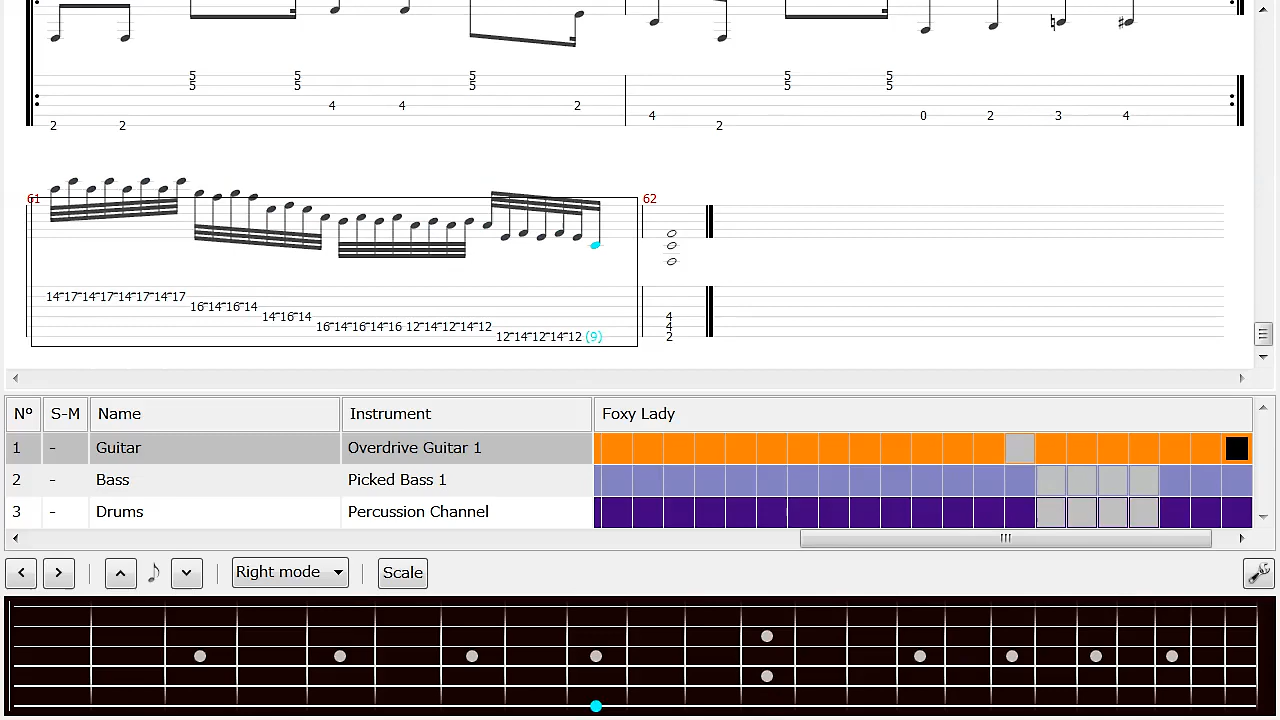 5 5 5 5 5
5 5 5 5 5
4 4 2
4 0 2 3 4
2 2 2
61 62
14 17 14 17 14 17 14 17
16 14 16 14
14 16 14 4
16 14 16 14 16 12 14 12 14 12 4
12 14 12 14 12 (9) 2
Nº S-M Name Instrument Foxy Lady
1 - Guitar Overdrive Guitar 1
2 - Bass Picked Bass 1
3 - Drums Percussion Channel
Right mode Scale